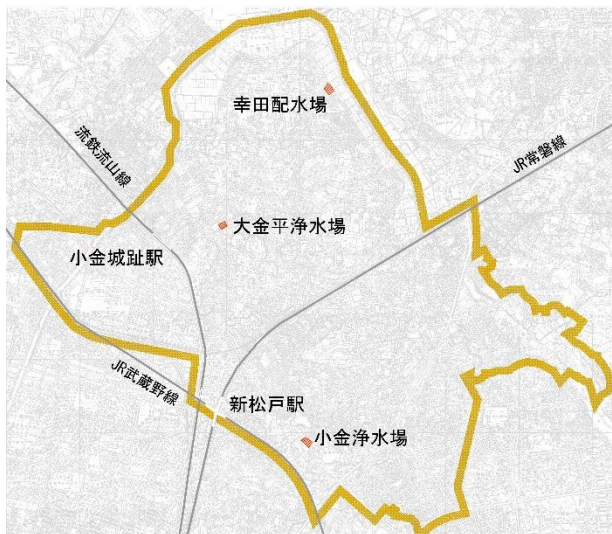 幸田配水場
流鉄流山線
JR常磐線
大金平浄水場
小金城趾駅
JR武蔵野線
新松戸駅
小金浄水場